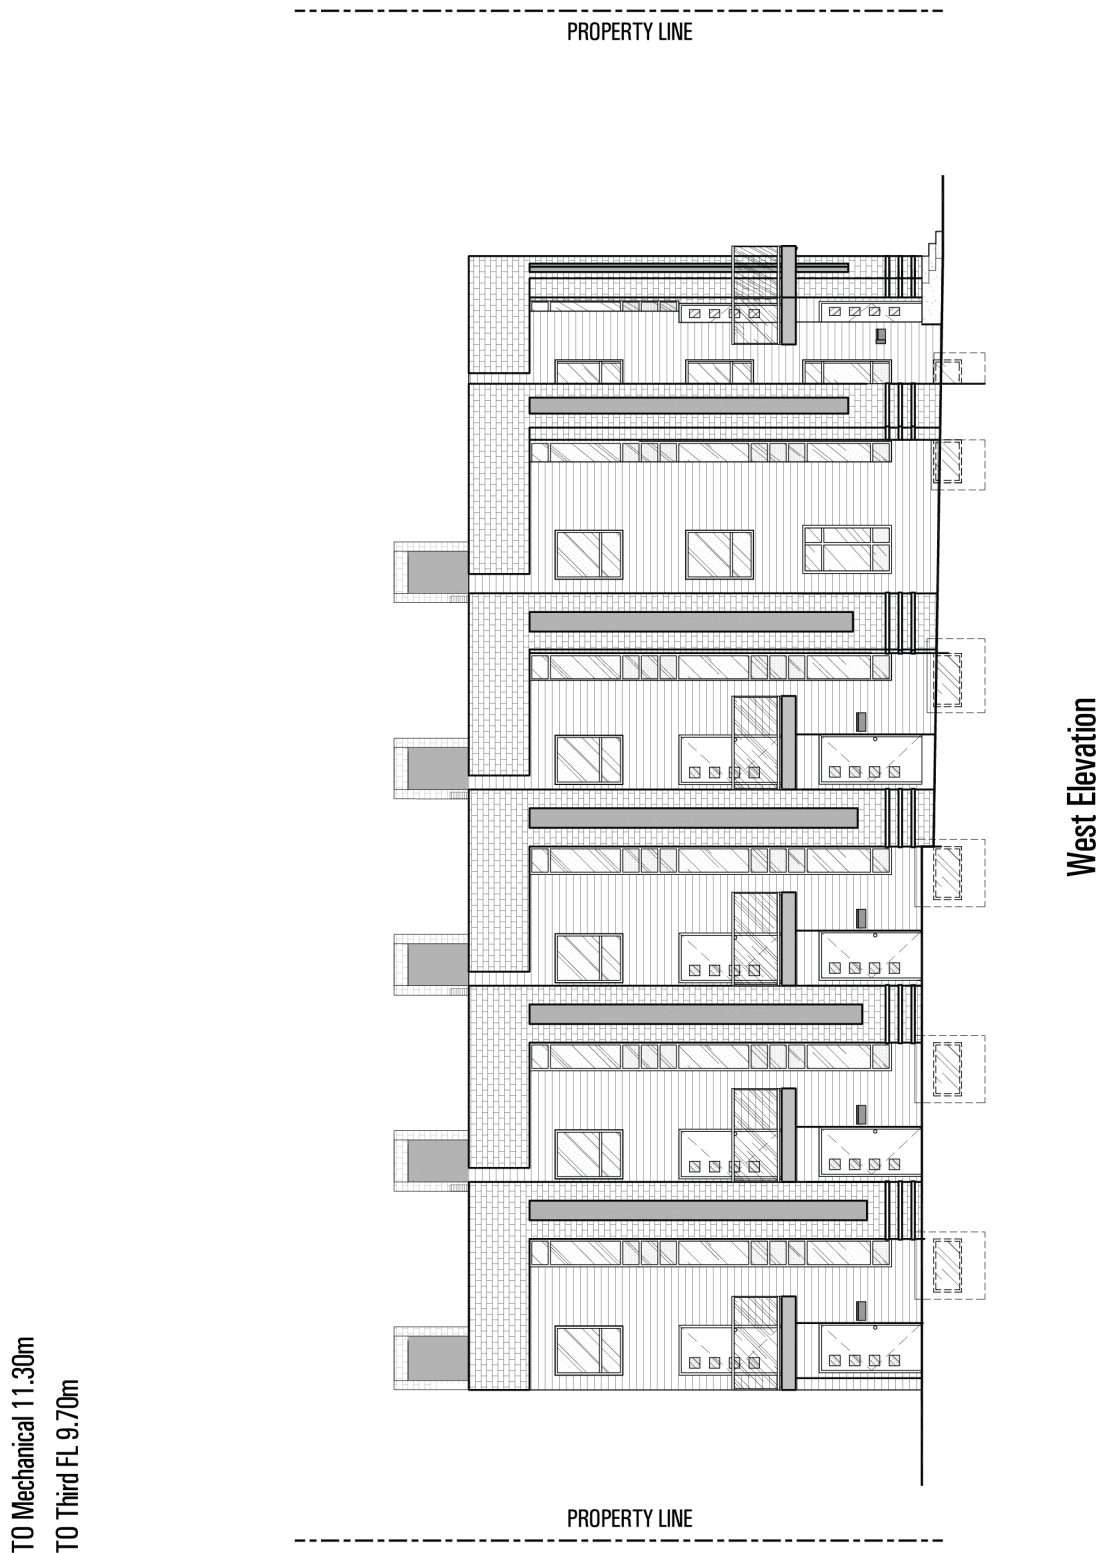 PROPERTY LINE
TO Mechanical 11.30m
TO Third FL 9.70m
West Elevation
PROPERTY LINE